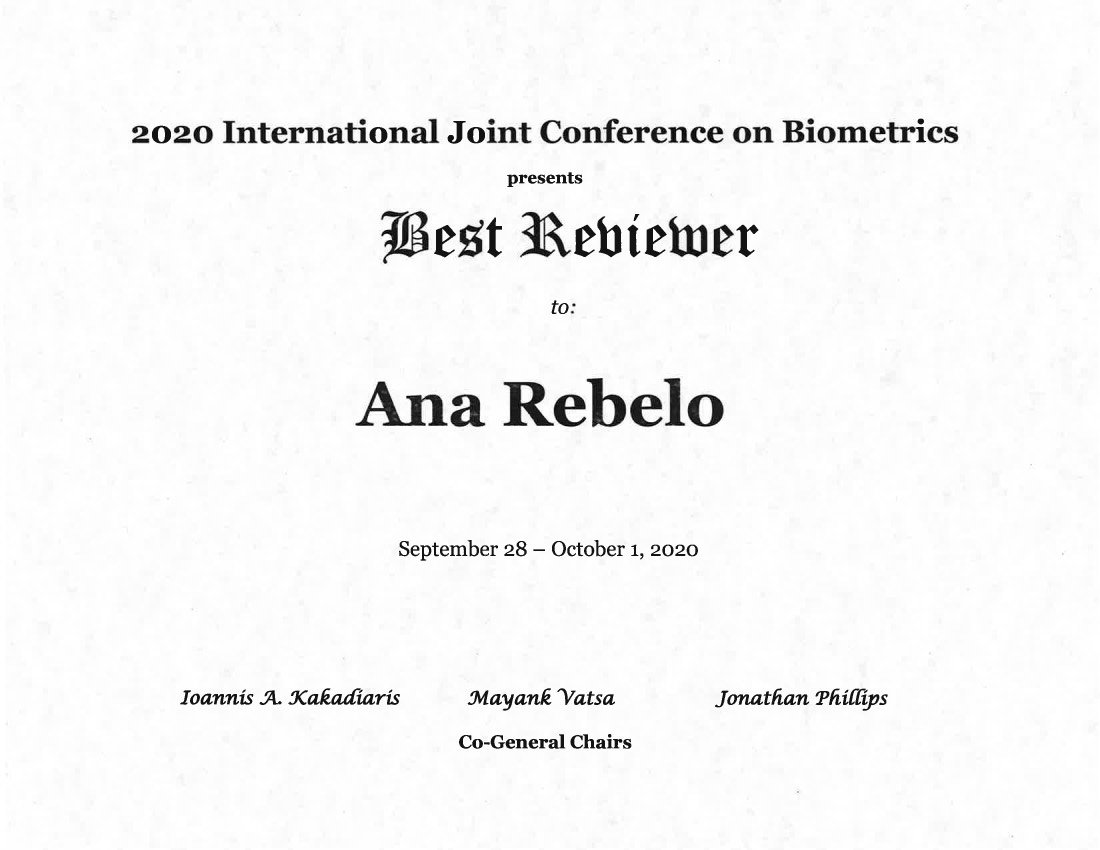 2020 International Joint Conference on Biometrics
presents
Best Reviewer
to:
Ana Rebelo
September 28 – October 1, 2020
Ioannis A. Kakadiaris Mayank Vatsa Jonathan Phillips
Co-General Chairs